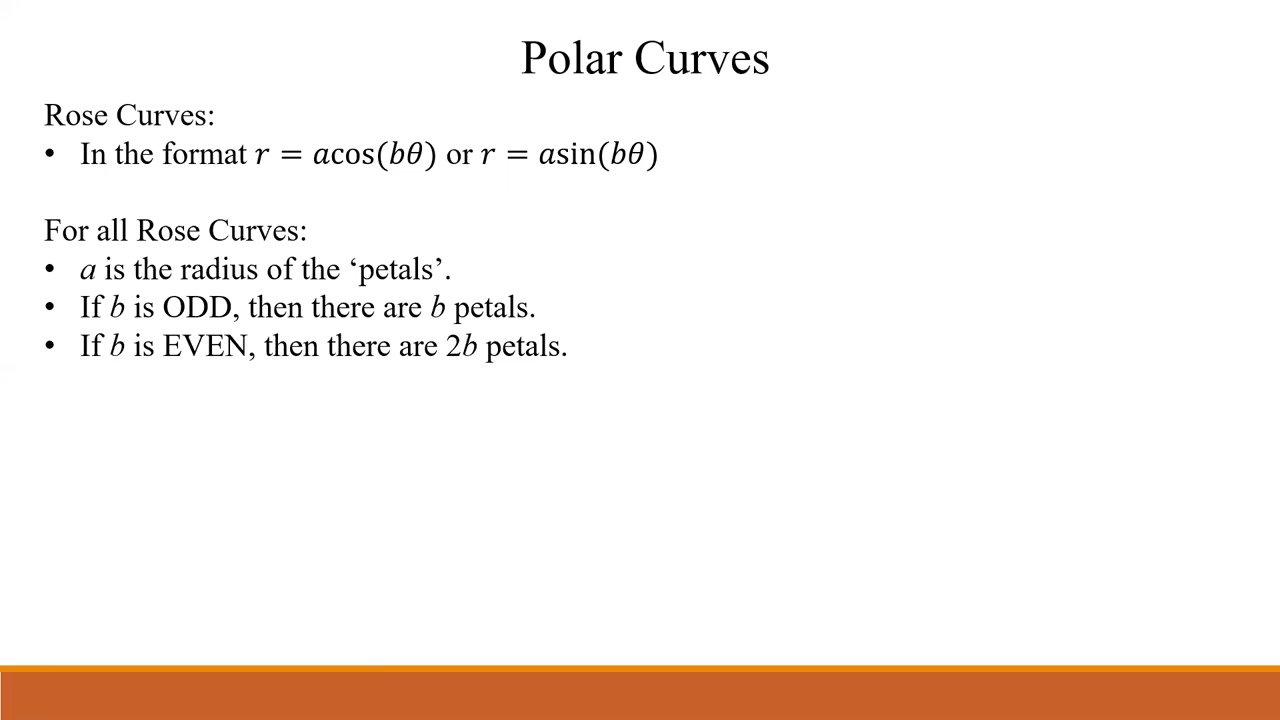 Polar Curves
Rose Curves:
• In the format 𝑟 = 𝑎cos(𝑏𝜃) or 𝑟 = 𝑎sin(𝑏𝜃)
For all Rose Curves:
• a is the radius of the ‘petals’.
• If b is ODD, then there are b petals.
• If b is EVEN, then there are 2b petals.